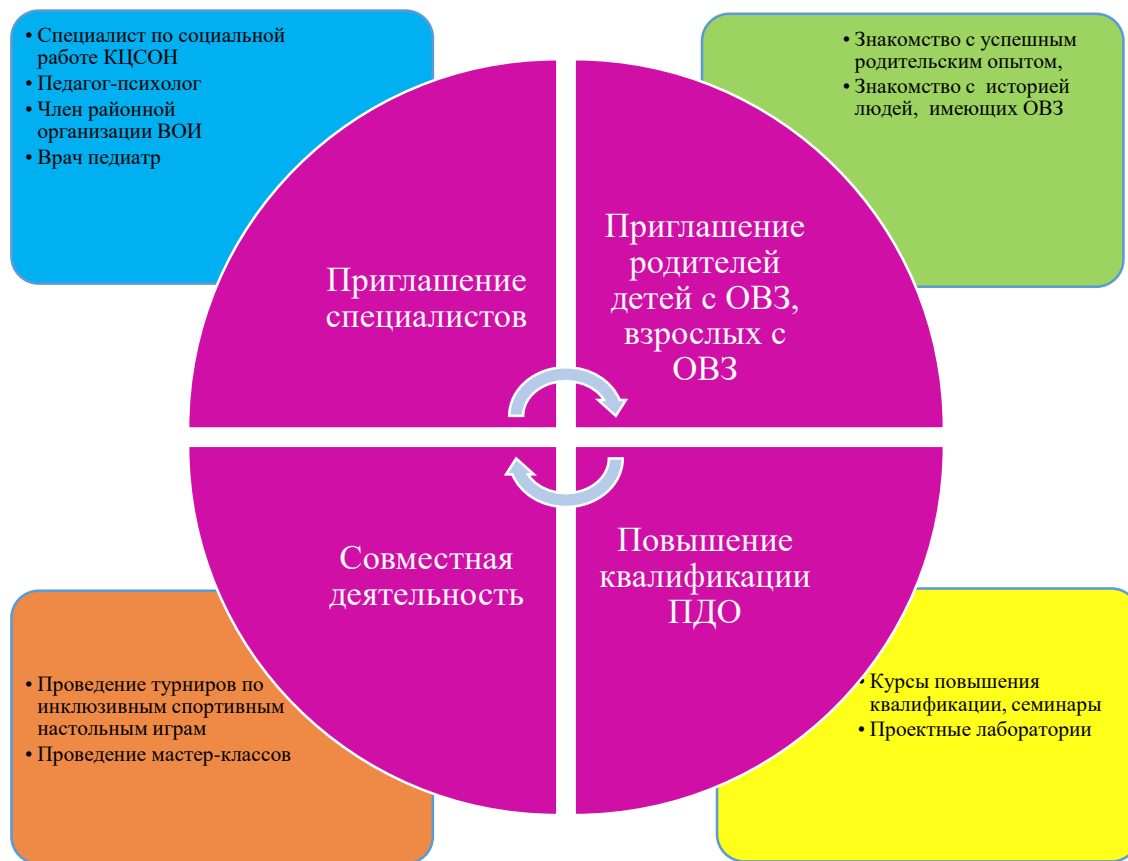 • Специалист по социальной
работе КЦСОН
• Педагог-психолог
• Член районной
организации ВОИ
• Врач педиатр
• Знакомство с успешным
родительским опытом,
• Знакомство с историей
людей, имеющих ОВЗ
Приглашение
специалистов
Приглашение
родителей
детей с ОВЗ,
взрослых с
ОВЗ
Совместная
деятельность
Повышение
квалификации
ПДО
• Проведение турниров по
инклюзивным спортивным
настольным играм
• Проведение мастер-классов
• Курсы повышения
квалификации, семинары
• Проектные лаборатории